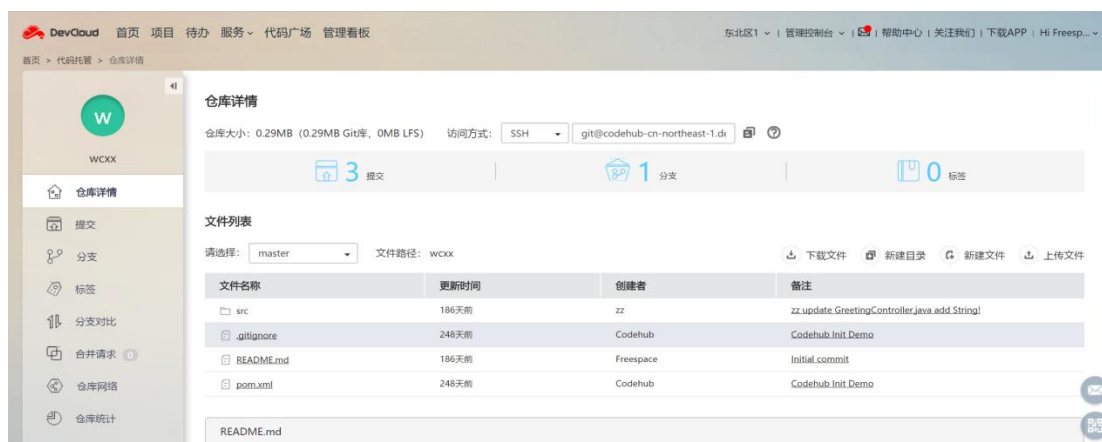 DevCloud 首页 项目 待办 服务 代码广场 管理看板 东北区1 | 管理控制台 | | 帮助中心 | 关注我们 | 下载APP | Hi Freesp...
首页 > 代码托管 > 仓库详情
W
wcxx
仓库详情
提交
分支
标签
分支对比
合并请求 0
仓库网络
仓库统计
仓库详情
仓库大小：0.29MB（0.29MB Git库，0MB LFS） 访问方式： SSH git@codehub-cn-northeast-1.de
3 提交 1 分支 0 标签
文件列表
请选择： master 文件路径： wcxx 下载文件 新建目录 新建文件 上传文件
文件名称 更新时间 创建者 备注
src 186天前 zz zz update GreetingController.java add String!
.gitignore 248天前 Codehub Codehub Init Demo
README.md 186天前 Freespace Initial commit
pom.xml 248天前 Codehub Codehub Init Demo
README.md